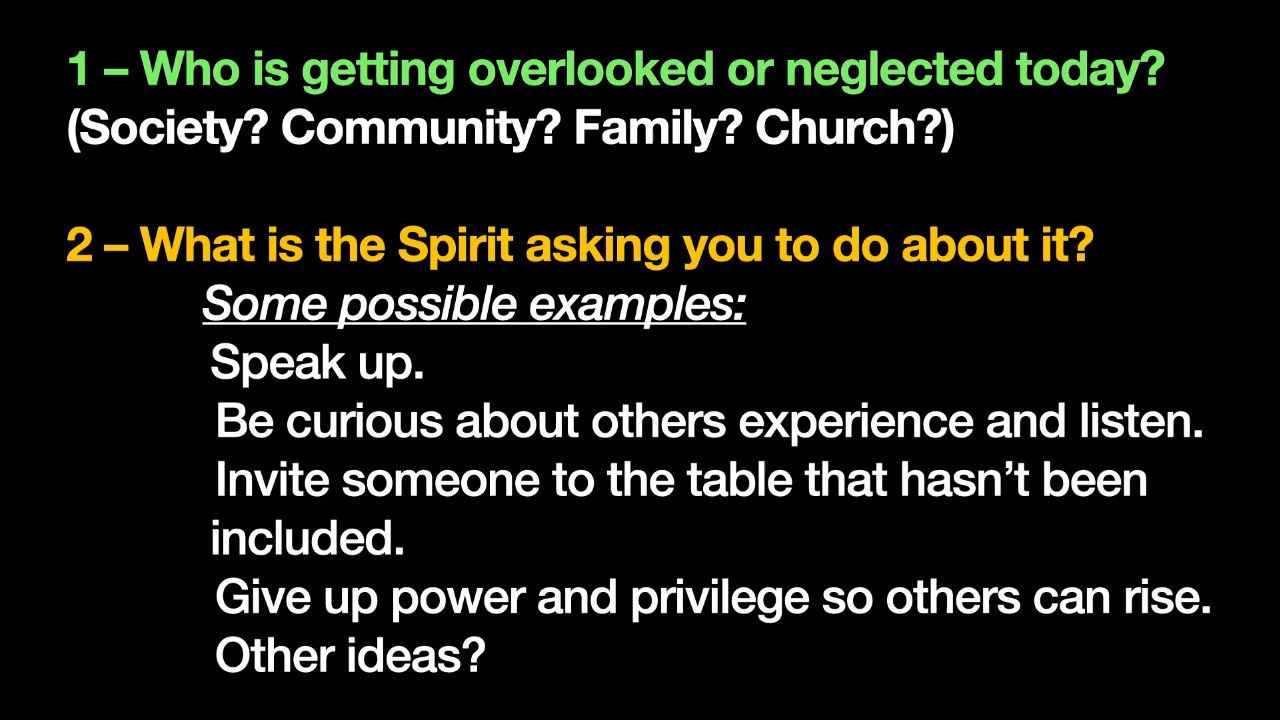 1 – Who is getting overlooked or neglected today?
(Society? Community? Family? Church?)
2 – What is the Spirit asking you to do about it?
Some possible examples:
Speak up.
Be curious about others experience and listen.
Invite someone to the table that hasn’t been
included.
Give up power and privilege so others can rise.
Other ideas?